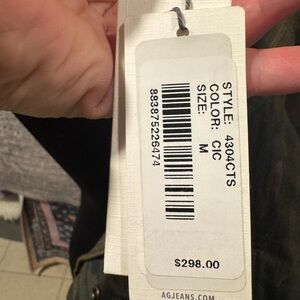 STYLE: 4304CTS
COLOR: CIC
SIZE: M
883875226474
$298.00
AGJEANS.COM